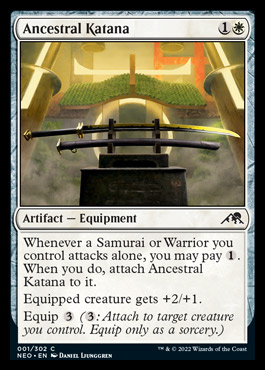 Ancestral Katana 1
Artifact — Equipment
Whenever a Samurai or Warrior you
control attacks alone, you may pay 1.
When you do, attach Ancestral
Katana to it.
Equipped creature gets +2/+1.
Equip 3 (3: Attach to target creature
you control. Equip only as a sorcery.)
001/302 C
NEO • EN Daniel Ljunggren
™ & © 2022 Wizards of the Coast